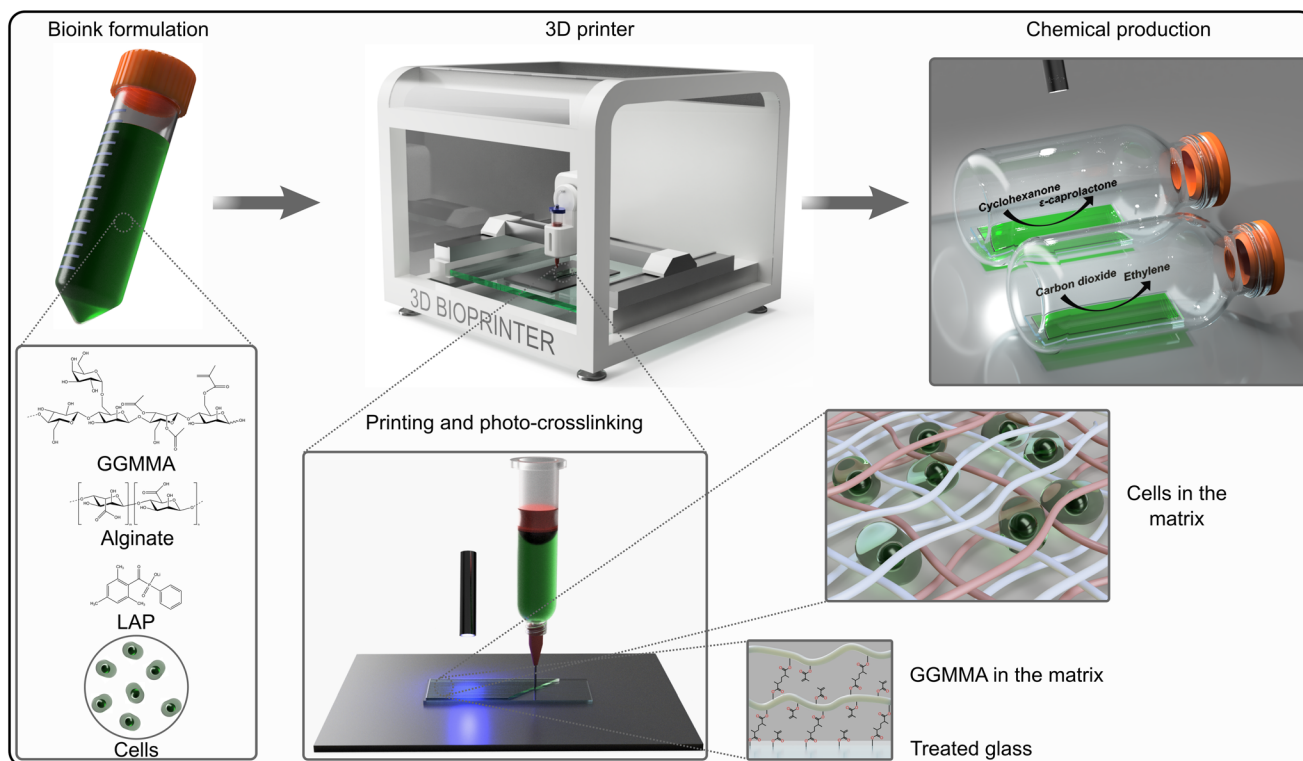 Bioink formulation
3D printer
Chemical production
3D BIOPRINTER
Cyclohexanone
ε-caprolactone
Carbon dioxide
Ethylene
GGMMA
Alginate
LAP
Cells
Printing and photo-crosslinking
Cells in the
matrix
GGMMA in the matrix
Treated glass